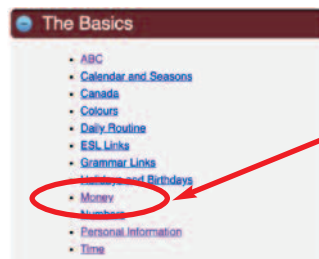 The Basics
ABC
Calendar and Seasons
Canada
Colours
Daily Routine
ESL Links
Grammar Links
Holidays and Birthdays
Money
Numbers
Personal Information
Time